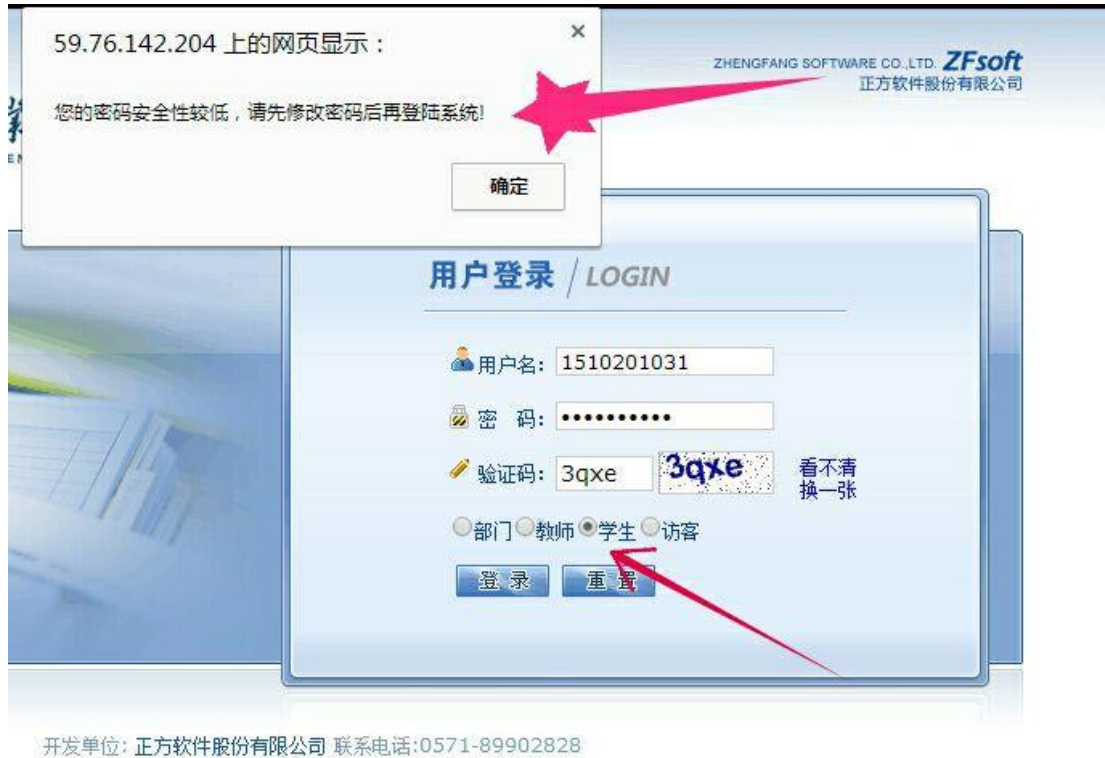 59.76.142.204 上的网页显示：
×
您的密码安全性较低，请先修改密码后再登陆系统!
确定
ZHENGFANG SOFTWARE CO.,LTD. ZFsoft
正方软件股份有限公司
用户登录 / LOGIN
用户名: 1510201031
密 码: ••••••••••
验证码: 3qxe 3qxe 看不清
换一张
部门 教师 学生 访客
登 录 重 置
开发单位: 正方软件股份有限公司 联系电话:0571-89902828